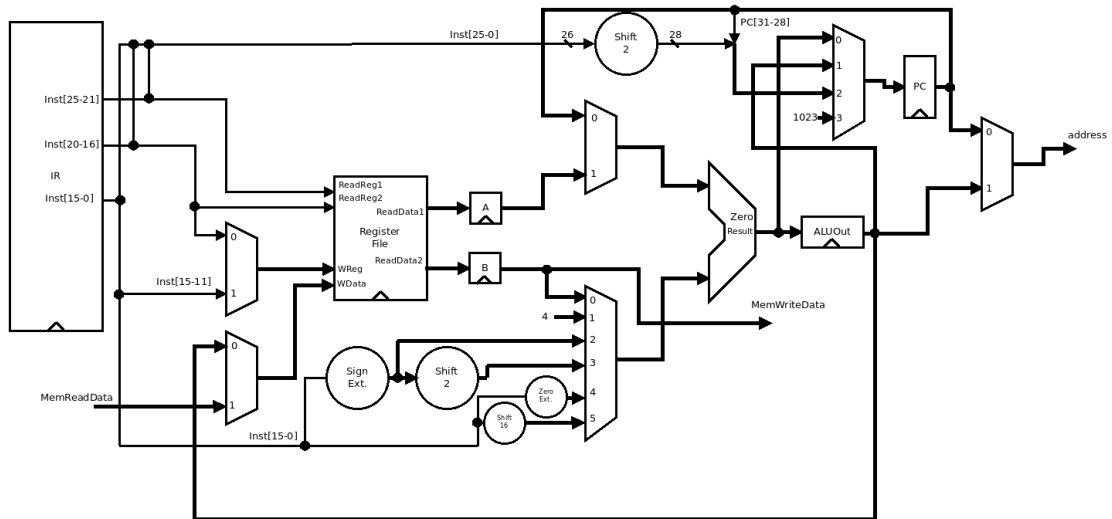 PC[31-28]
Inst[25-0]
26
Shift
2
28
0
1
2
1023
3
PC
Inst[25-21]
Inst[20-16]
IR
Inst[15-0]
0
1
0
1
address
ReadReg1
ReadReg2
ReadData1
Register
File
ReadData2
WReg
WData
A
B
Zero
Result
ALUOut
0
Inst[15-11]
1
MemWriteData
0
4
1
2
3
4
5
0
1
MemReadData
Sign
Ext.
Shift
2
Zero
Ext.
Shift
16
Inst[15-0]